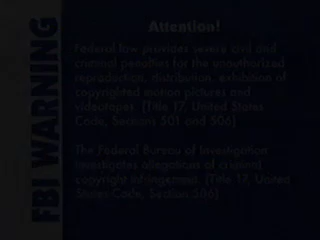 FBI WARNING
Attention!
Federal law provides severe civil and
criminal penalties for the unauthorized
reproduction, distribution, exhibition of
copyrighted motion pictures and
videotapes. (Title 17, United States
Code, Sections 501 and 506)
The Federal Bureau of Investigation
investigates allegations of criminal
copyright infringement. (Title 17, United
States Code, Section 506)